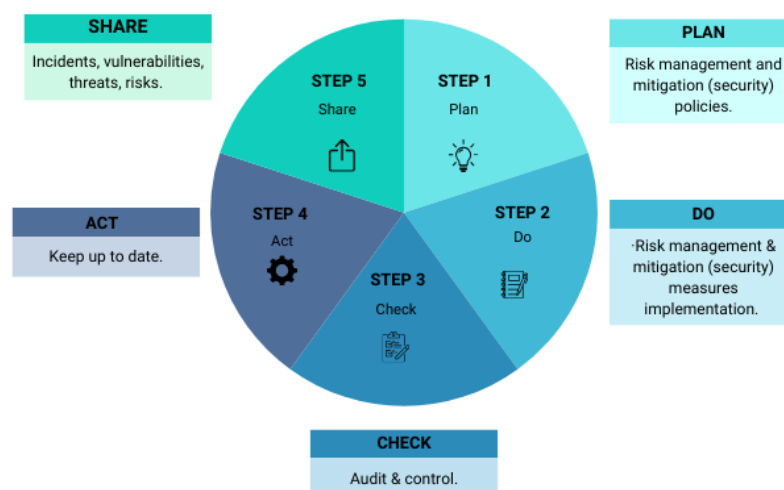 SHARE
Incidents, vulnerabilities,
threats, risks.
PLAN
Risk management and
mitigation (security)
policies.
STEP 5
Share
STEP 1
Plan
ACT
Keep up to date.
STEP 4
Act
STEP 2
Do
DO
·Risk management &
mitigation (security)
measures
implementation.
STEP 3
Check
CHECK
Audit & control.